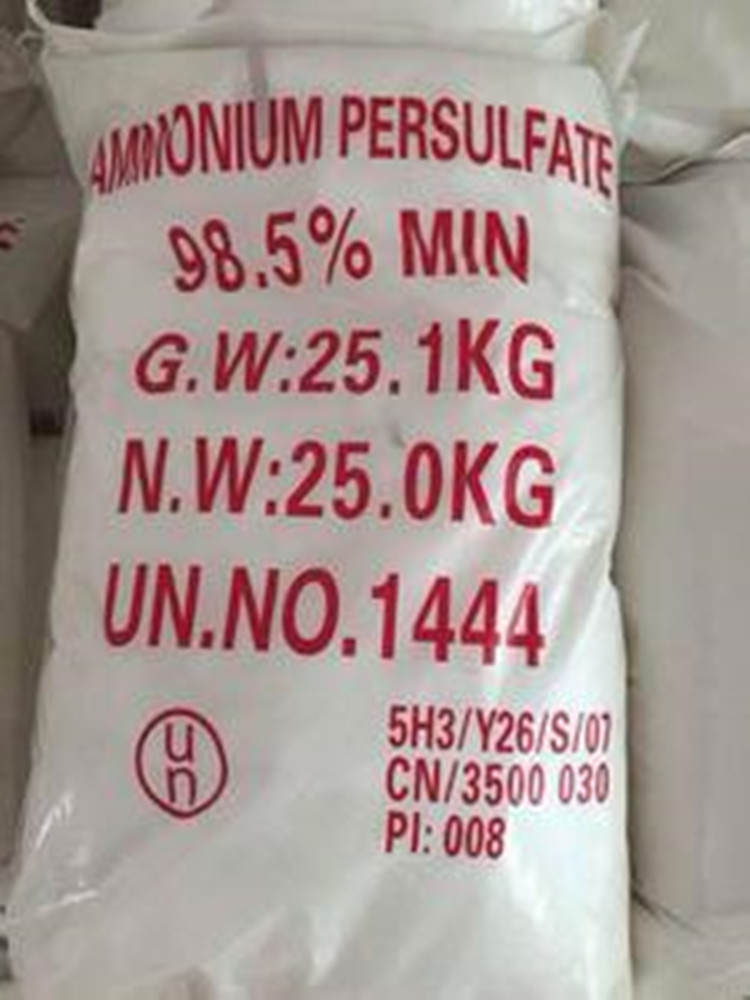 AMMONIUM PERSULFATE
98.5% MIN
G.W:25.1KG
N.W:25.0KG
UN.NO.1444
un
5H3/Y26/S/07
CN/3500 030
PI: 008